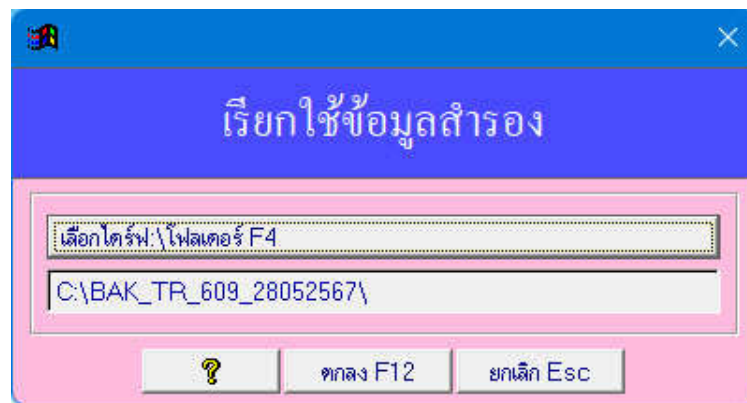 เรียกใช้ข้อมูลสำรอง
เลือกไดร์ฟ:\โฟลเดอร์ F4
C:\BAK_TR_609_28052567\
? ตกลง F12 ยกเลิก Esc